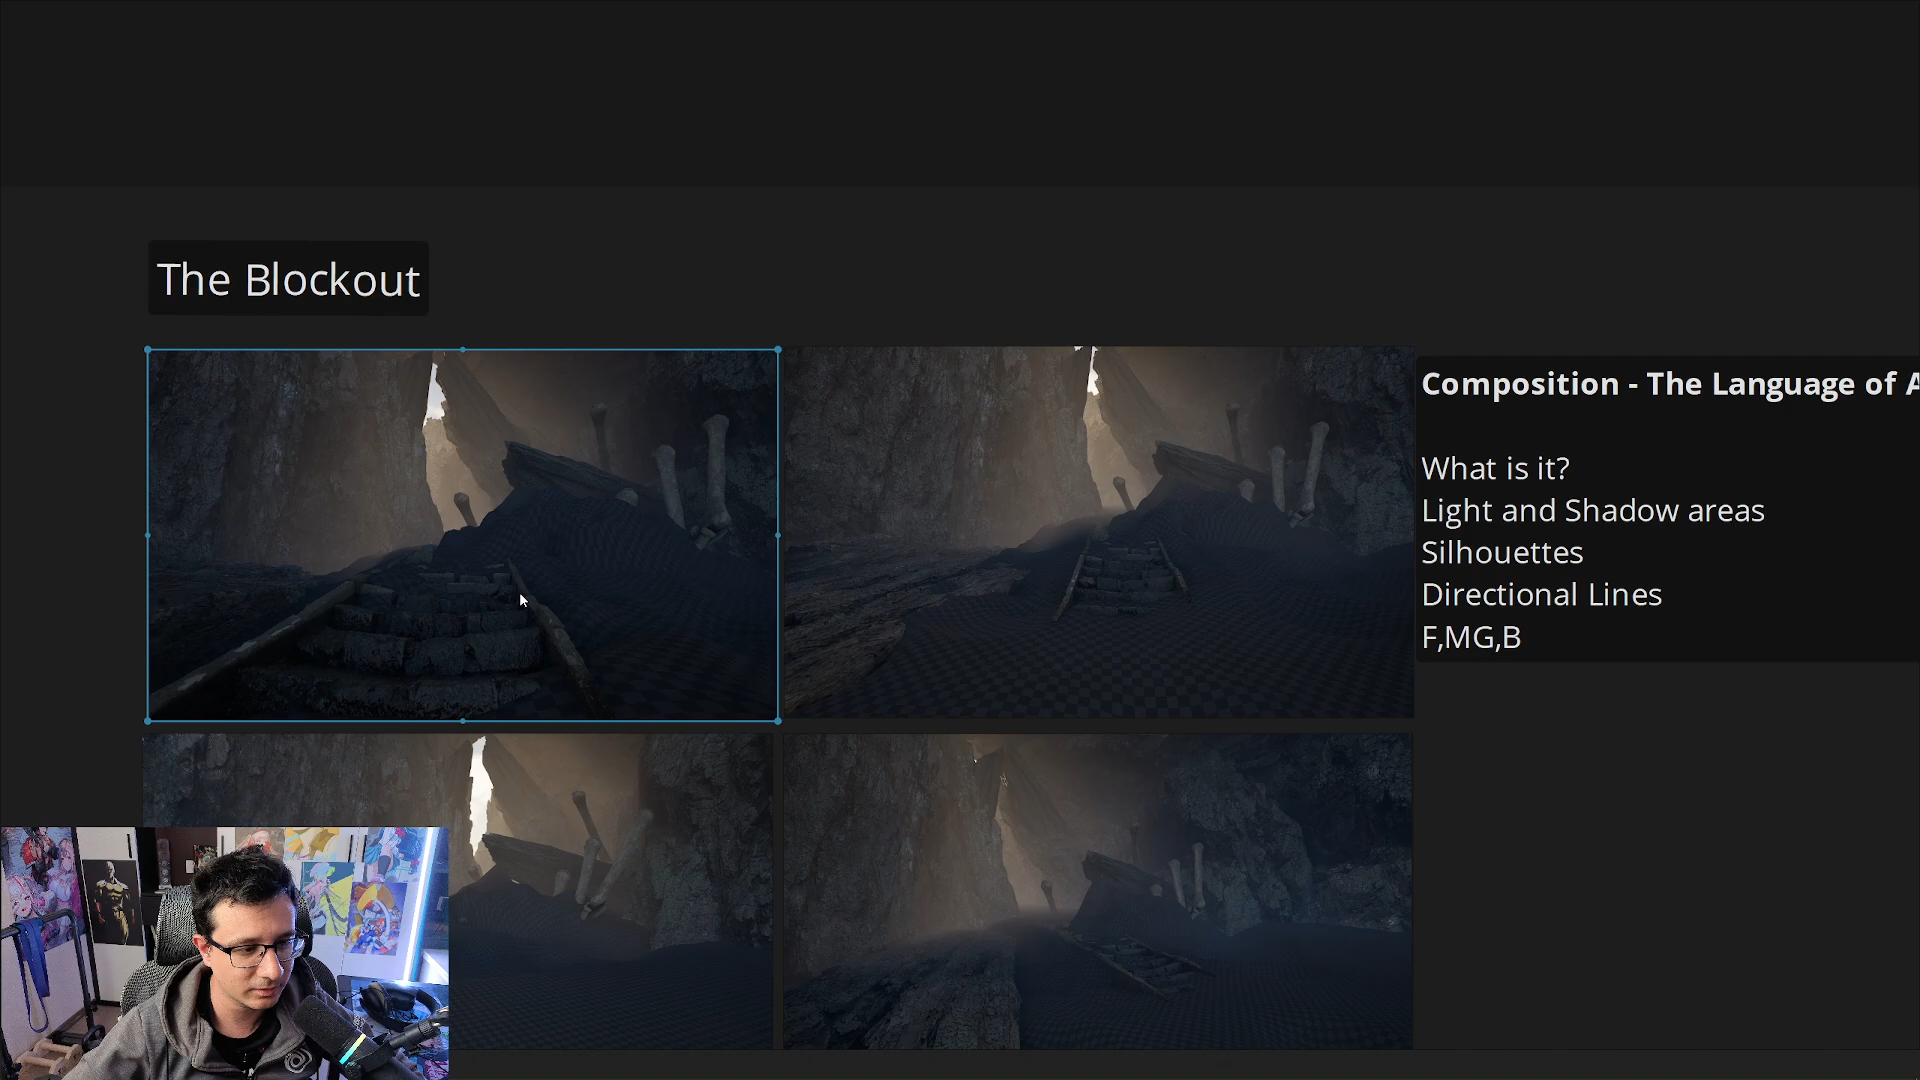 The Blockout
Composition - The Language of
What is it?
Light and Shadow areas
Silhouettes
Directional Lines
F,MG,B